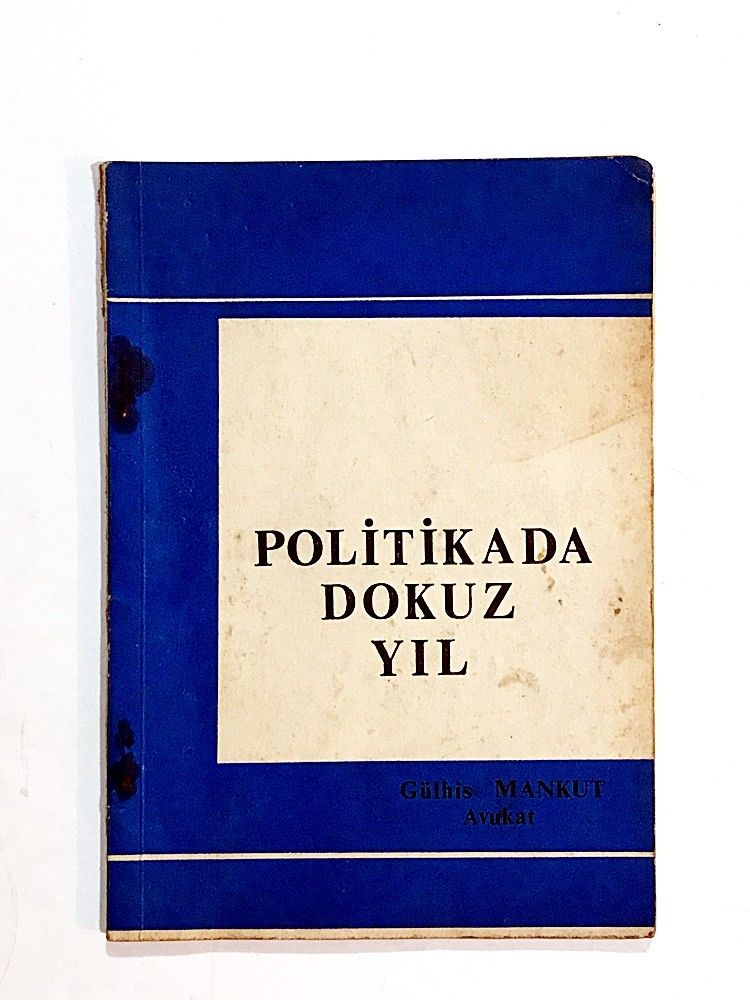 POLİTİKADA
DOKUZ
YIL
Gülhis MANKUT
Avukat